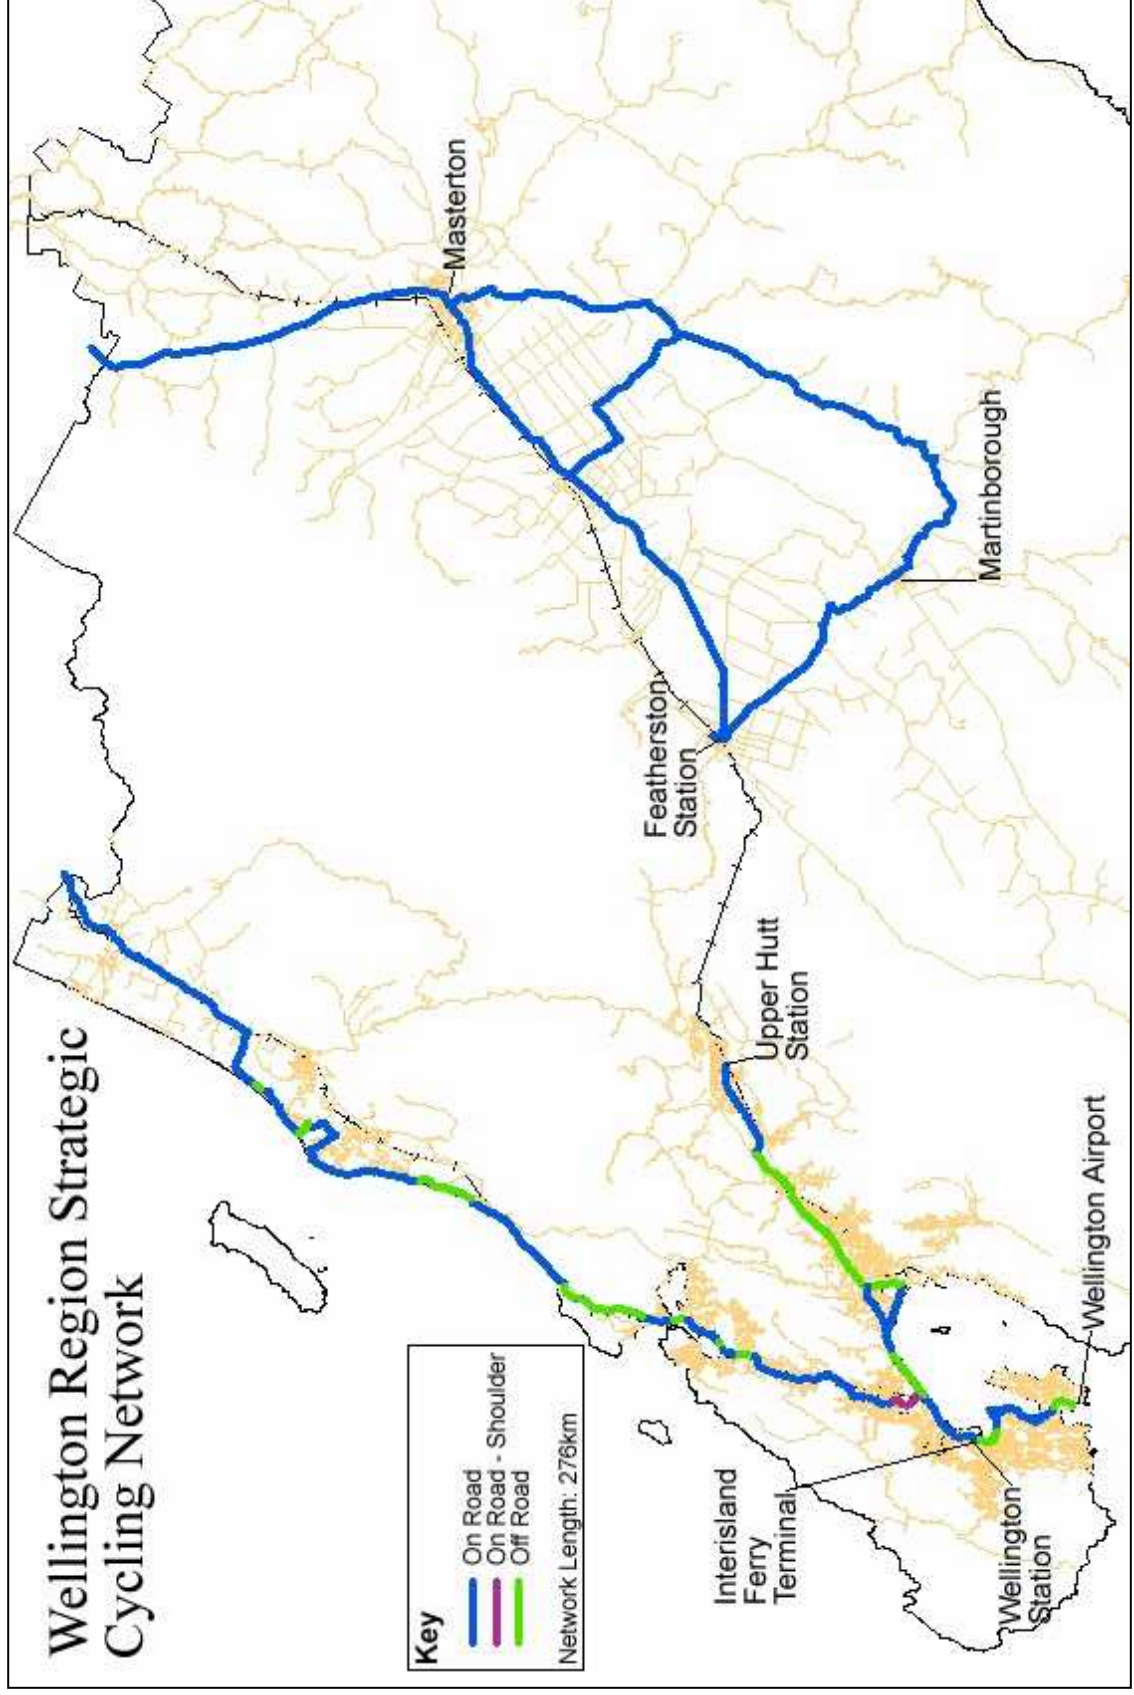 Wellington Region Strategic
Cycling Network
Key
On Road
On Road - Shoulder
Off Road
Network Length: 276km
Masterton
Martinborough
Featherston
Station
Upper Hutt
Station
Wellington Airport
Interisland
Ferry
Terminal
Wellington
Station